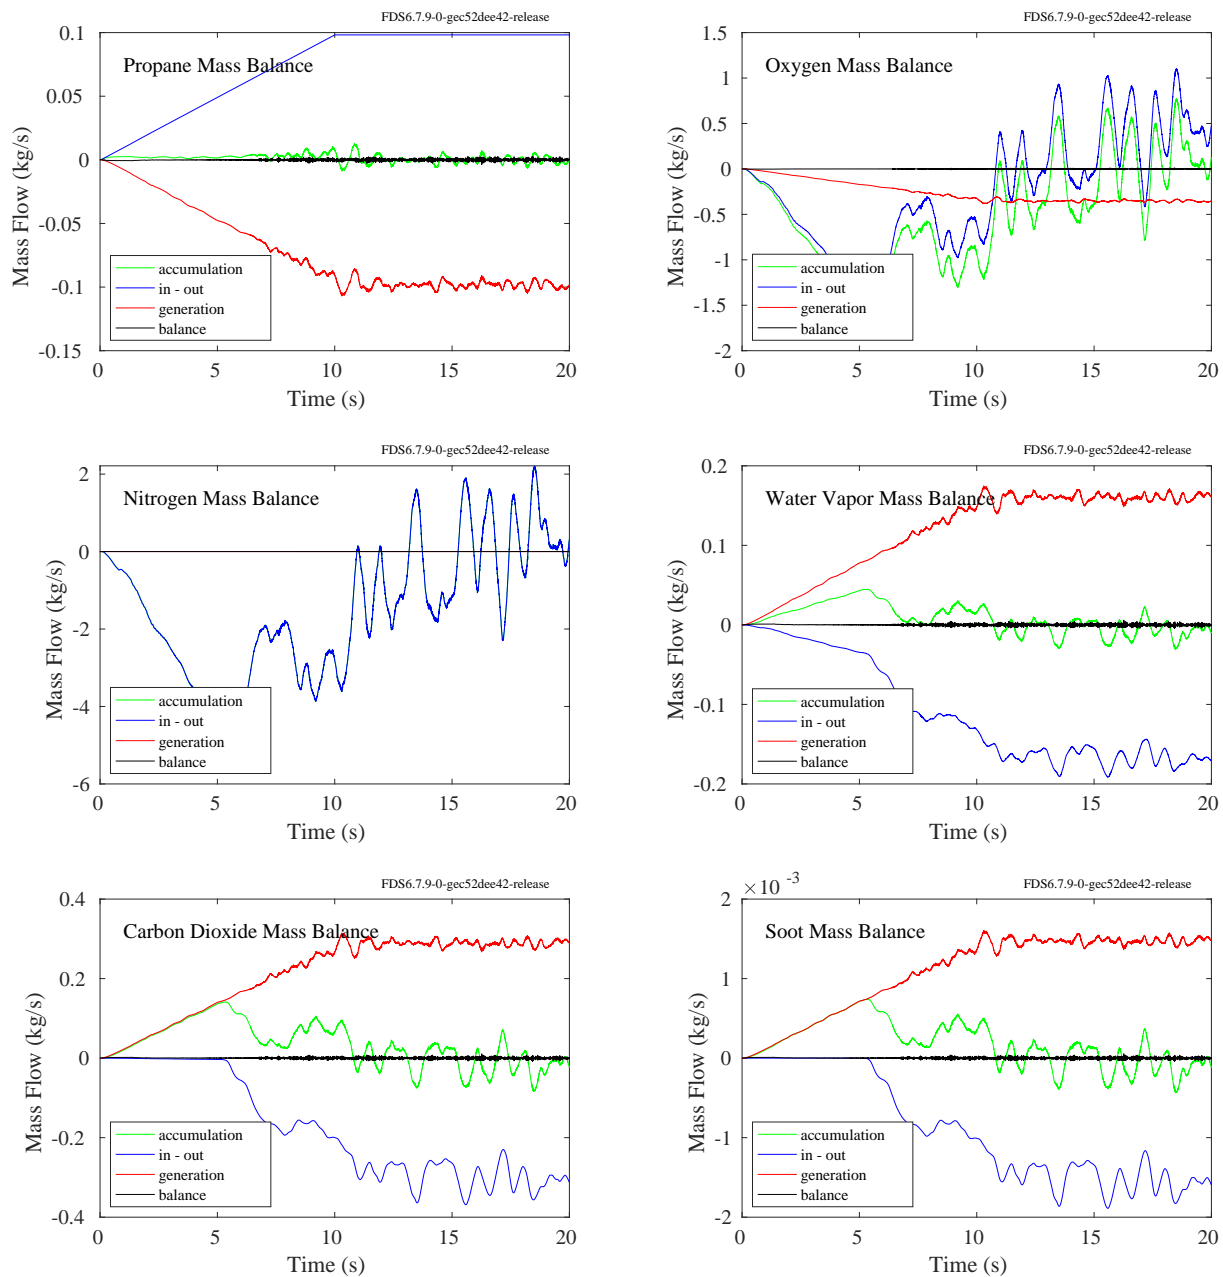 FDS6.7.9-0-gec52dee42-release
Propane Mass Balance
Mass Flow (kg/s)
0.1
0.05
0
-0.05
-0.1
-0.15
accumulation
in - out
generation
balance
0 5 10 15 20
Time (s)
FDS6.7.9-0-gec52dee42-release
Oxygen Mass Balance
Mass Flow (kg/s)
1.5
1
0.5
0
-0.5
-1
-1.5
-2
accumulation
in - out
generation
balance
0 5 10 15 20
Time (s)
FDS6.7.9-0-gec52dee42-release
Nitrogen Mass Balance
Mass Flow (kg/s)
2
0
-2
-4
-6
accumulation
in - out
generation
balance
0 5 10 15 20
Time (s)
FDS6.7.9-0-gec52dee42-release
Water Vapor Mass Balance
Mass Flow (kg/s)
0.2
0.1
0
-0.1
-0.2
accumulation
in - out
generation
balance
0 5 10 15 20
Time (s)
FDS6.7.9-0-gec52dee42-release
Carbon Dioxide Mass Balance
Mass Flow (kg/s)
0.4
0.2
0
-0.2
-0.4
accumulation
in - out
generation
balance
0 5 10 15 20
Time (s)
×10 -3
FDS6.7.9-0-gec52dee42-release
Soot Mass Balance
Mass Flow (kg/s)
2
1
0
-1
-2
accumulation
in - out
generation
balance
0 5 10 15 20
Time (s)